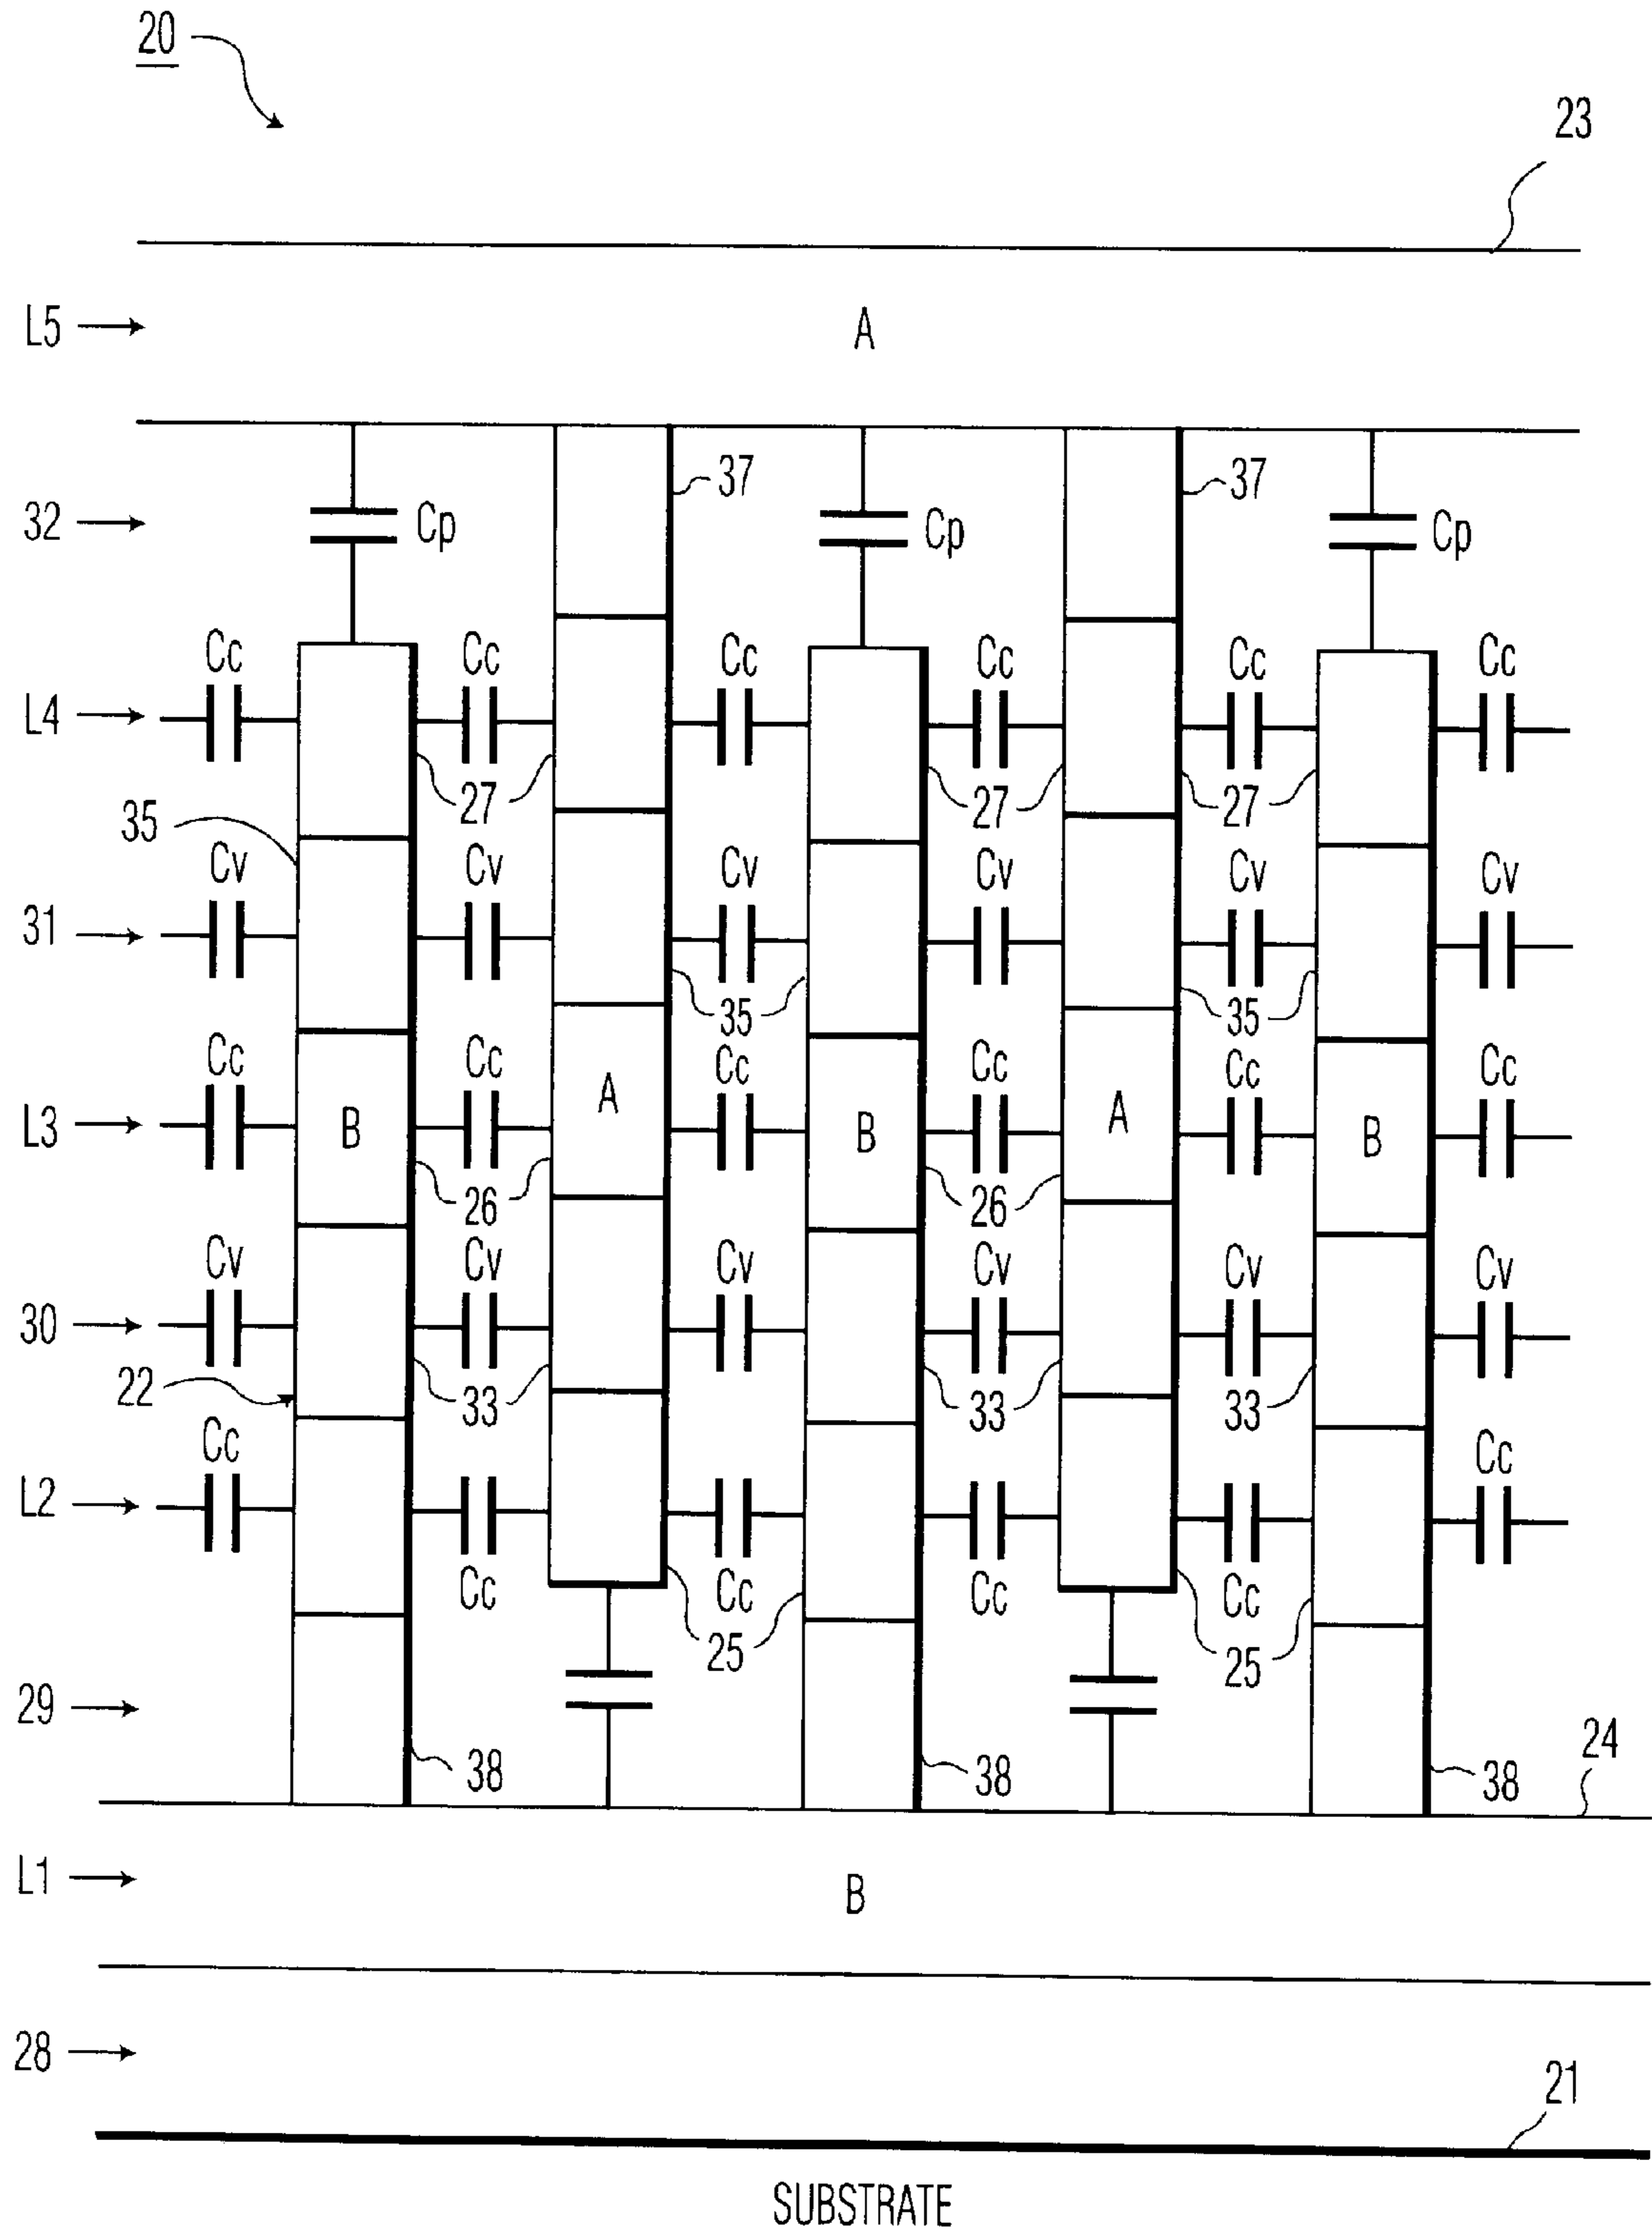 20
23
L5 A
37 37
32 Cp Cp Cp
Cc Cc Cc Cc Cc Cc
L4
27 27 27
35
Cv Cv Cv Cv Cv Cv
31
35 35
Cc Cc Cc Cc Cc Cc
L3 B A B A B
26 26
Cv Cv Cv Cv Cv Cv
30
22 33 33 33
Cc Cc
L2
Cc Cc Cc Cc
25 25
29
38 38 38
24
L1 B
28
21
SUBSTRATE